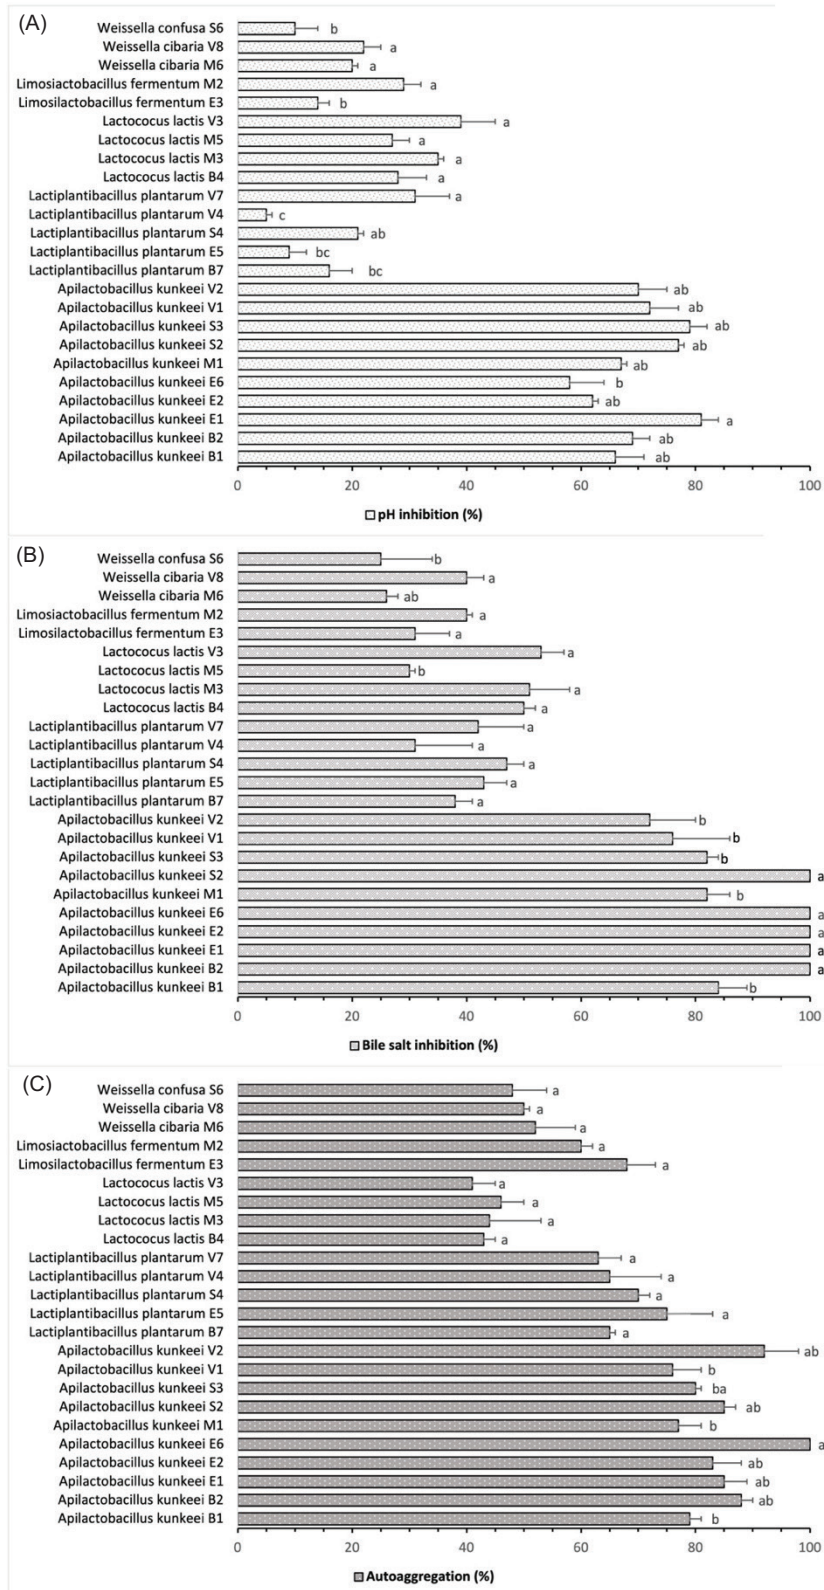 (A)
Weissella confusa S6 b
Weissella cibaria V8 a
Weissella cibaria M6 a
Limosiactobacillus fermentum M2 a
Limosilactobacillus fermentum E3 b
Lactococus lactis V3 a
Lactococus lactis M5 a
Lactococus lactis M3 a
Lactococus lactis B4 a
Lactiplantibacillus plantarum V7 a
Lactiplantibacillus plantarum V4 c
Lactiplantibacillus plantarum S4 ab
Lactiplantibacillus plantarum E5 bc
Lactiplantibacillus plantarum B7 bc
Apilactobacillus kunkeei V2 ab
Apilactobacillus kunkeei V1 ab
Apilactobacillus kunkeei S3 ab
Apilactobacillus kunkeei S2 ab
Apilactobacillus kunkeei M1 ab
Apilactobacillus kunkeei E6 b
Apilactobacillus kunkeei E2 ab
Apilactobacillus kunkeei E1 a
Apilactobacillus kunkeei B2 ab
Apilactobacillus kunkeei B1 ab
0 20 40 60 80 100
pH inhibition (%)
(B)
Weissella confusa S6 b
Weissella cibaria V8 a
Weissella cibaria M6 ab
Limosiactobacillus fermentum M2 a
Limosilactobacillus fermentum E3 a
Lactococus lactis V3 a
Lactococus lactis M5 b
Lactococus lactis M3 a
Lactococus lactis B4 a
Lactiplantibacillus plantarum V7 a
Lactiplantibacillus plantarum V4 a
Lactiplantibacillus plantarum S4 a
Lactiplantibacillus plantarum E5 a
Lactiplantibacillus plantarum B7 a
Apilactobacillus kunkeei V2 b
Apilactobacillus kunkeei V1 b
Apilactobacillus kunkeei S3 b
Apilactobacillus kunkeei S2 a
Apilactobacillus kunkeei M1 b
Apilactobacillus kunkeei E6 a
Apilactobacillus kunkeei E2 a
Apilactobacillus kunkeei E1 a
Apilactobacillus kunkeei B2 a
Apilactobacillus kunkeei B1 b
0 20 40 60 80 100
Bile salt inhibition (%)
(C)
Weissella confusa S6 a
Weissella cibaria V8 a
Weissella cibaria M6 a
Limosiactobacillus fermentum M2 a
Limosilactobacillus fermentum E3 a
Lactococus lactis V3 a
Lactococus lactis M5 a
Lactococus lactis M3 a
Lactococus lactis B4 a
Lactiplantibacillus plantarum V7 a
Lactiplantibacillus plantarum V4 a
Lactiplantibacillus plantarum S4 a
Lactiplantibacillus plantarum E5 a
Lactiplantibacillus plantarum B7 a
Apilactobacillus kunkeei V2 ab
Apilactobacillus kunkeei V1 b
Apilactobacillus kunkeei S3 ba
Apilactobacillus kunkeei S2 ab
Apilactobacillus kunkeei M1 b
Apilactobacillus kunkeei E6 a
Apilactobacillus kunkeei E2 ab
Apilactobacillus kunkeei E1 ab
Apilactobacillus kunkeei B2 ab
Apilactobacillus kunkeei B1 b
0 20 40 60 80 100
Autoaggregation (%)